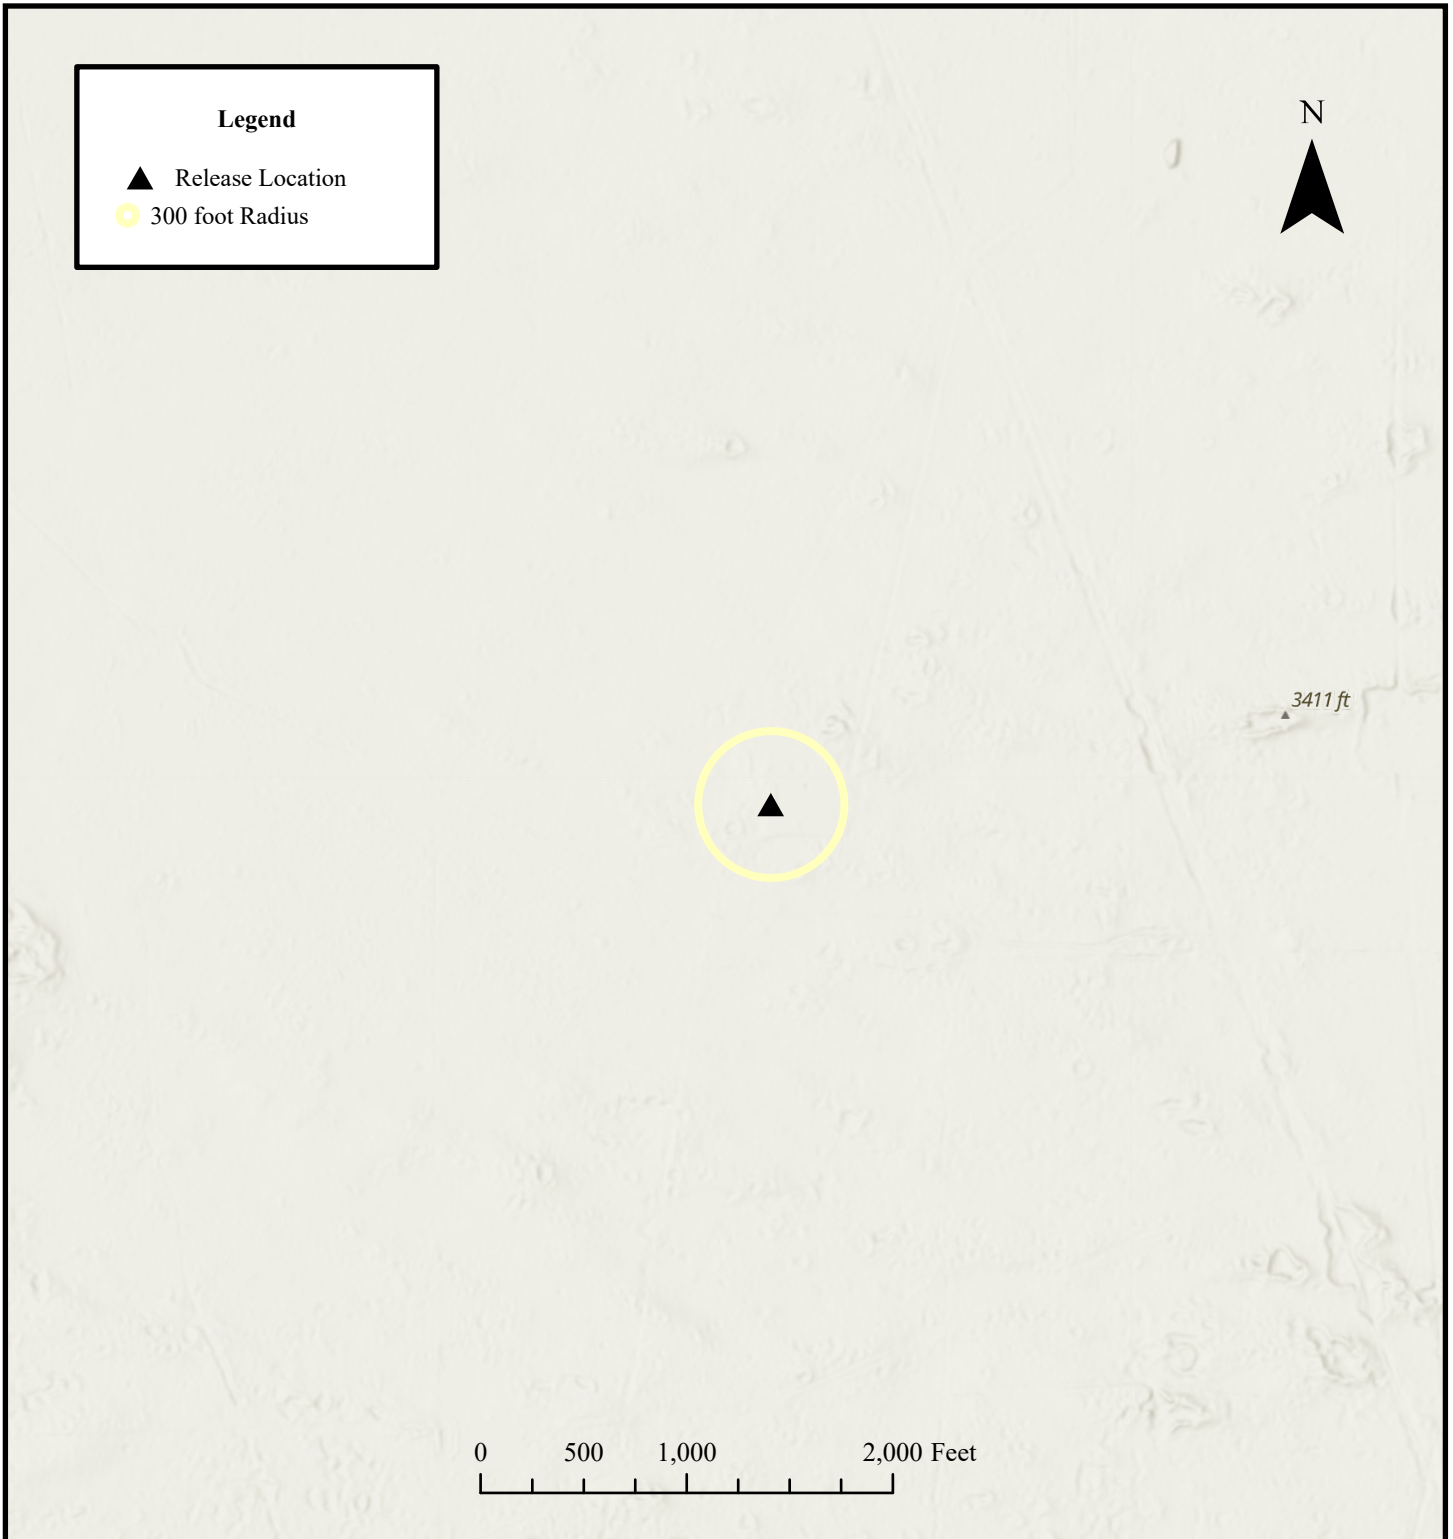 Legend
Release Location
300 foot Radius
N
3411 ft
0 500 1,000 2,000 Feet